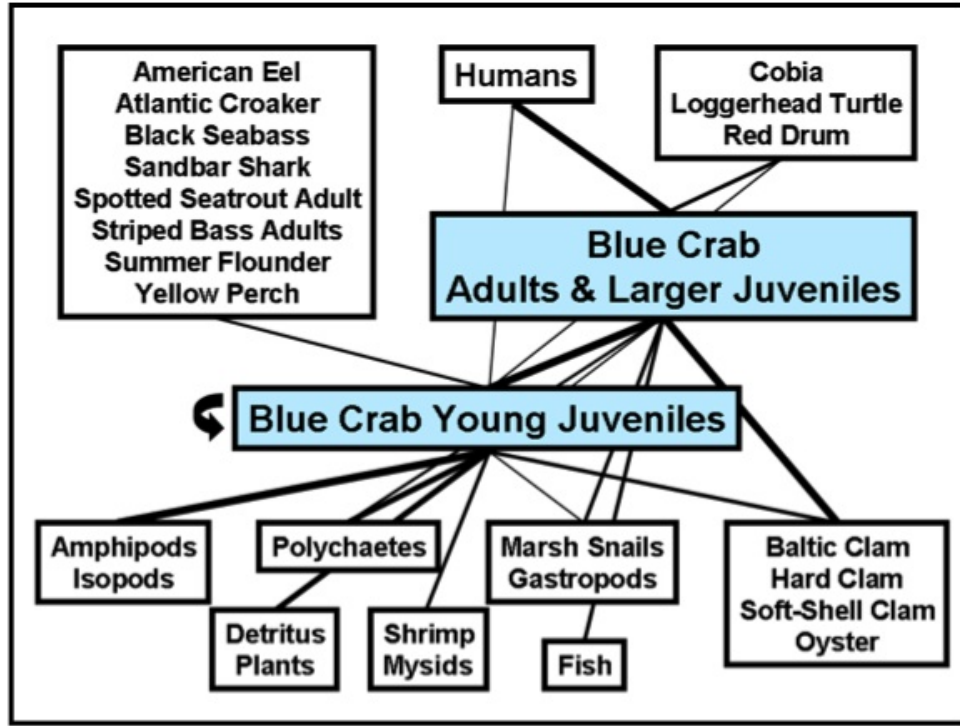 American Eel
Atlantic Croaker
Black Seabass
Sandbar Shark
Spotted Seatrout Adult
Striped Bass Adults
Summer Flounder
Yellow Perch
Humans
Cobia
Loggerhead Turtle
Red Drum
Blue Crab
Adults & Larger Juveniles
Blue Crab Young Juveniles
Amphipods
Isopods
Polychaetes
Detritus
Plants
Shrimp
Mysids
Marsh Snails
Gastropods
Fish
Baltic Clam
Hard Clam
Soft-Shell Clam
Oyster